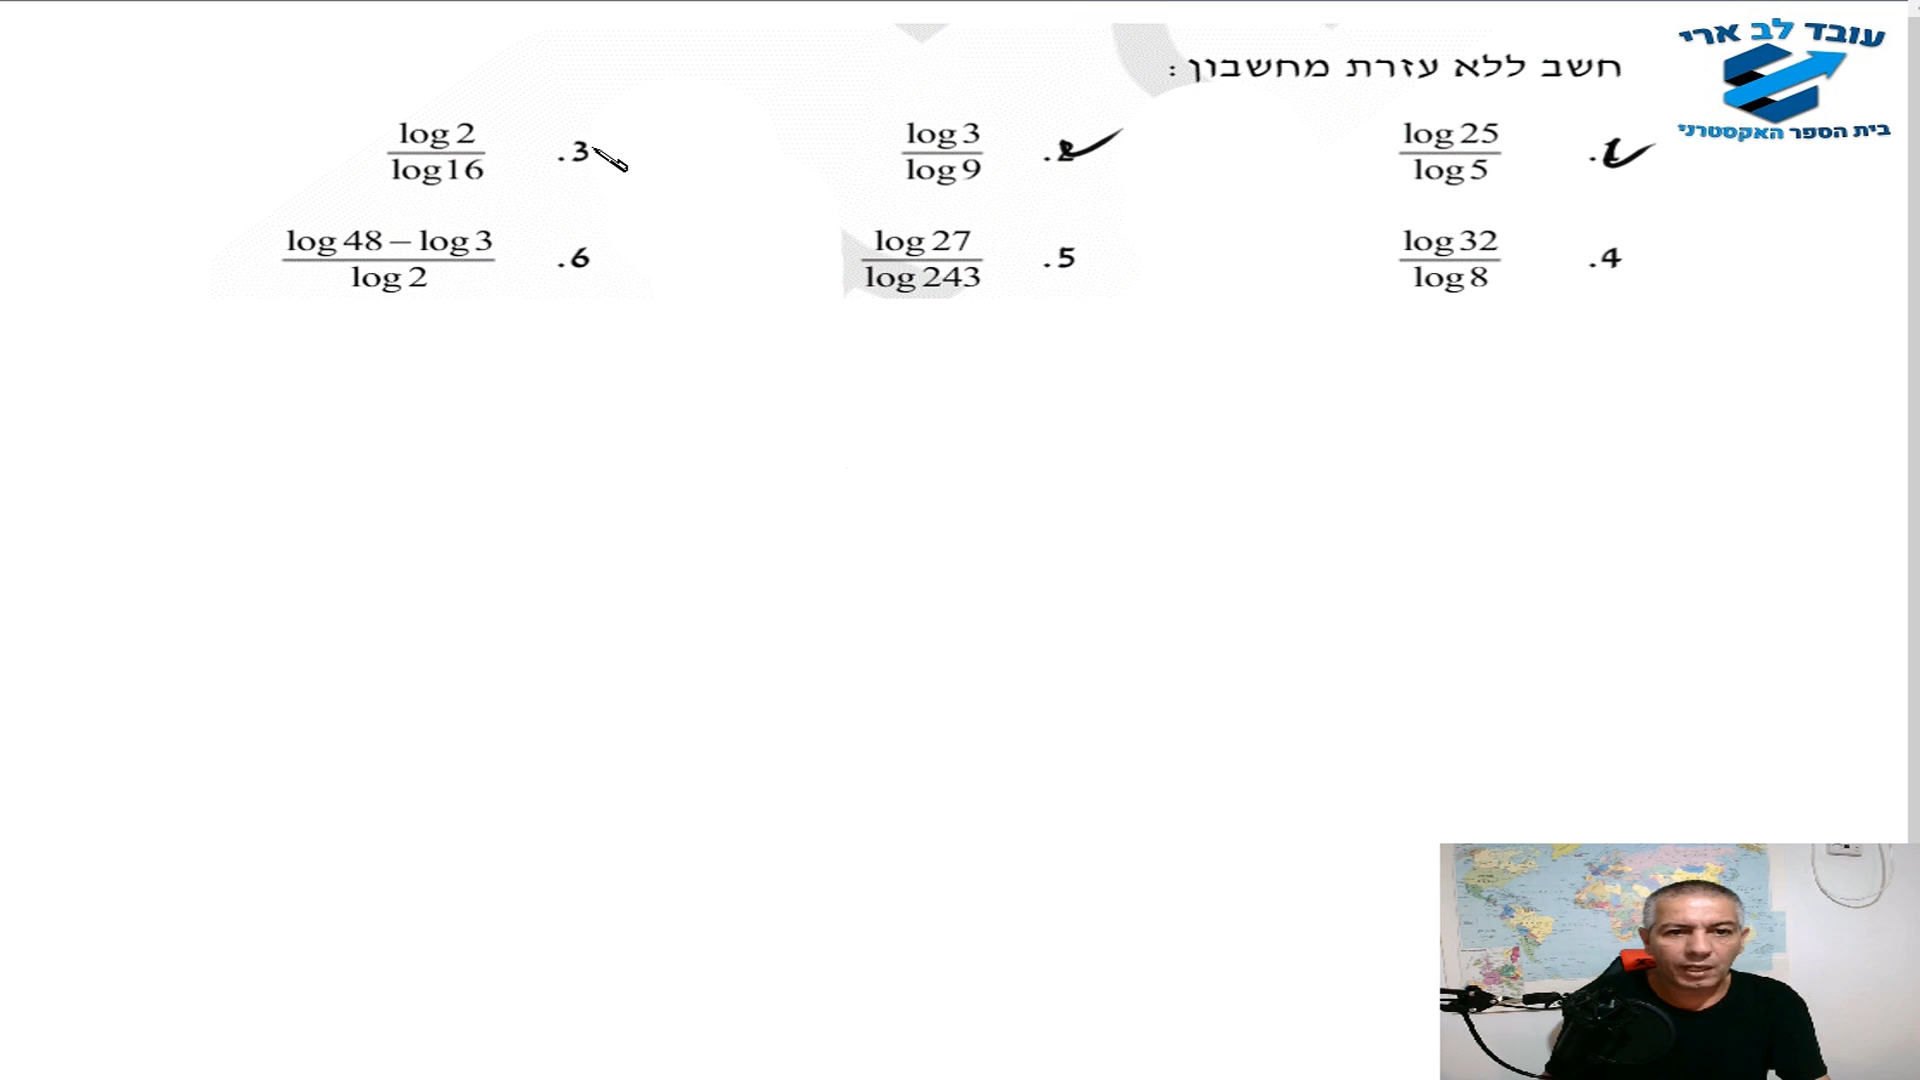 עובד לב ארי
בית הספר האקסטרני
חשב ללא עזרת מחשבון :
.1 log 25 / log 5
.2 log 3 / log 9
.3 log 2 / log 16
.4 log 32 / log 8
.5 log 27 / log 243
.6 log 48 – log 3 / log 2